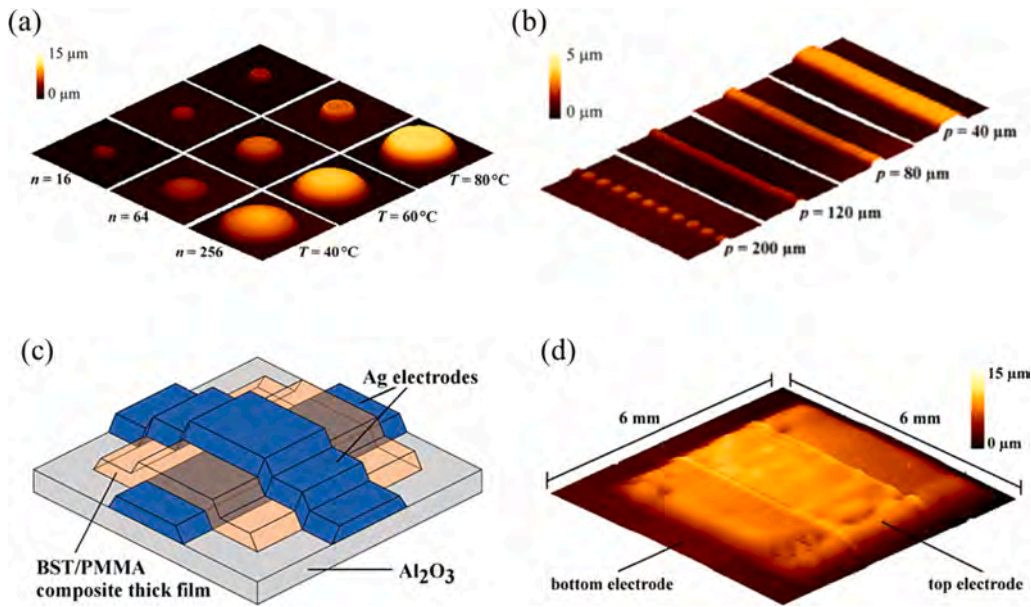 (a)
15 µm
0 µm
n = 16
n = 64
n = 256
T = 40°C
T = 60°C
T = 80°C
(b)
5 µm
0 µm
p = 40 µm
p = 80 µm
p = 120 µm
p = 200 µm
(c)
Ag electrodes
BST/PMMA
composite thick film
Al₂O₃
(d)
15 µm
0 µm
6 mm
6 mm
bottom electrode
top electrode